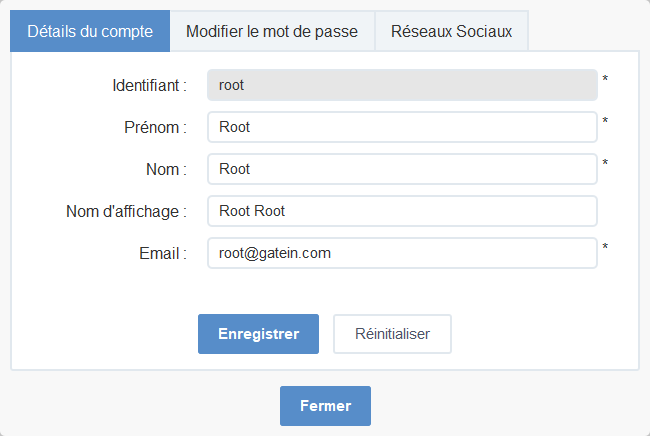 Détails du compte Modifier le mot de passe Réseaux Sociaux
Identifiant : root *
Prénom : Root *
Nom : Root *
Nom d'affichage : Root Root
Email : root@gatein.com *
Enregistrer Réinitialiser
Fermer